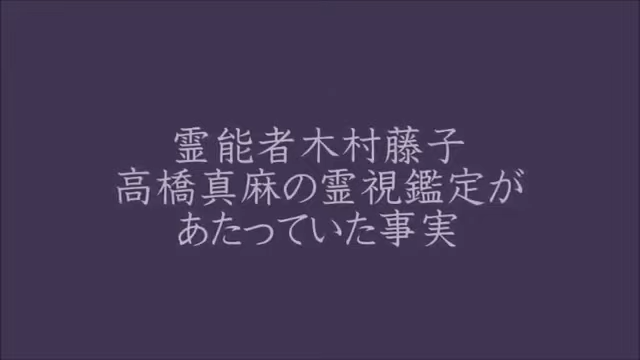 霊能者木村藤子
高橋真麻の霊視鑑定が
あたっていた事実